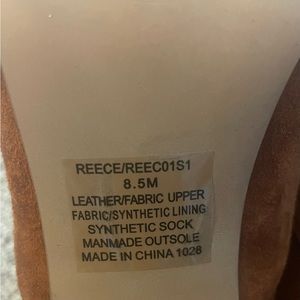 REECE/REEC01S1
8.5M
LEATHER/FABRIC UPPER
FABRIC/SYNTHETIC LINING
SYNTHETIC SOCK
MANMADE OUTSOLE
MADE IN CHINA 1028